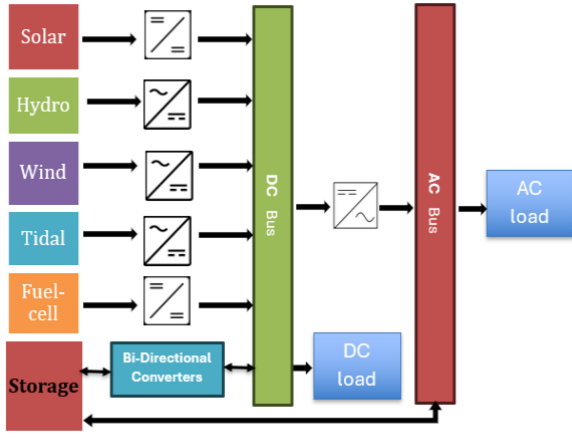 Solar
Hydro
Wind
Tidal
Fuel-
cell
Storage
Bi-Directional
Converters
DC Bus
DC
load
AC Bus
AC
load